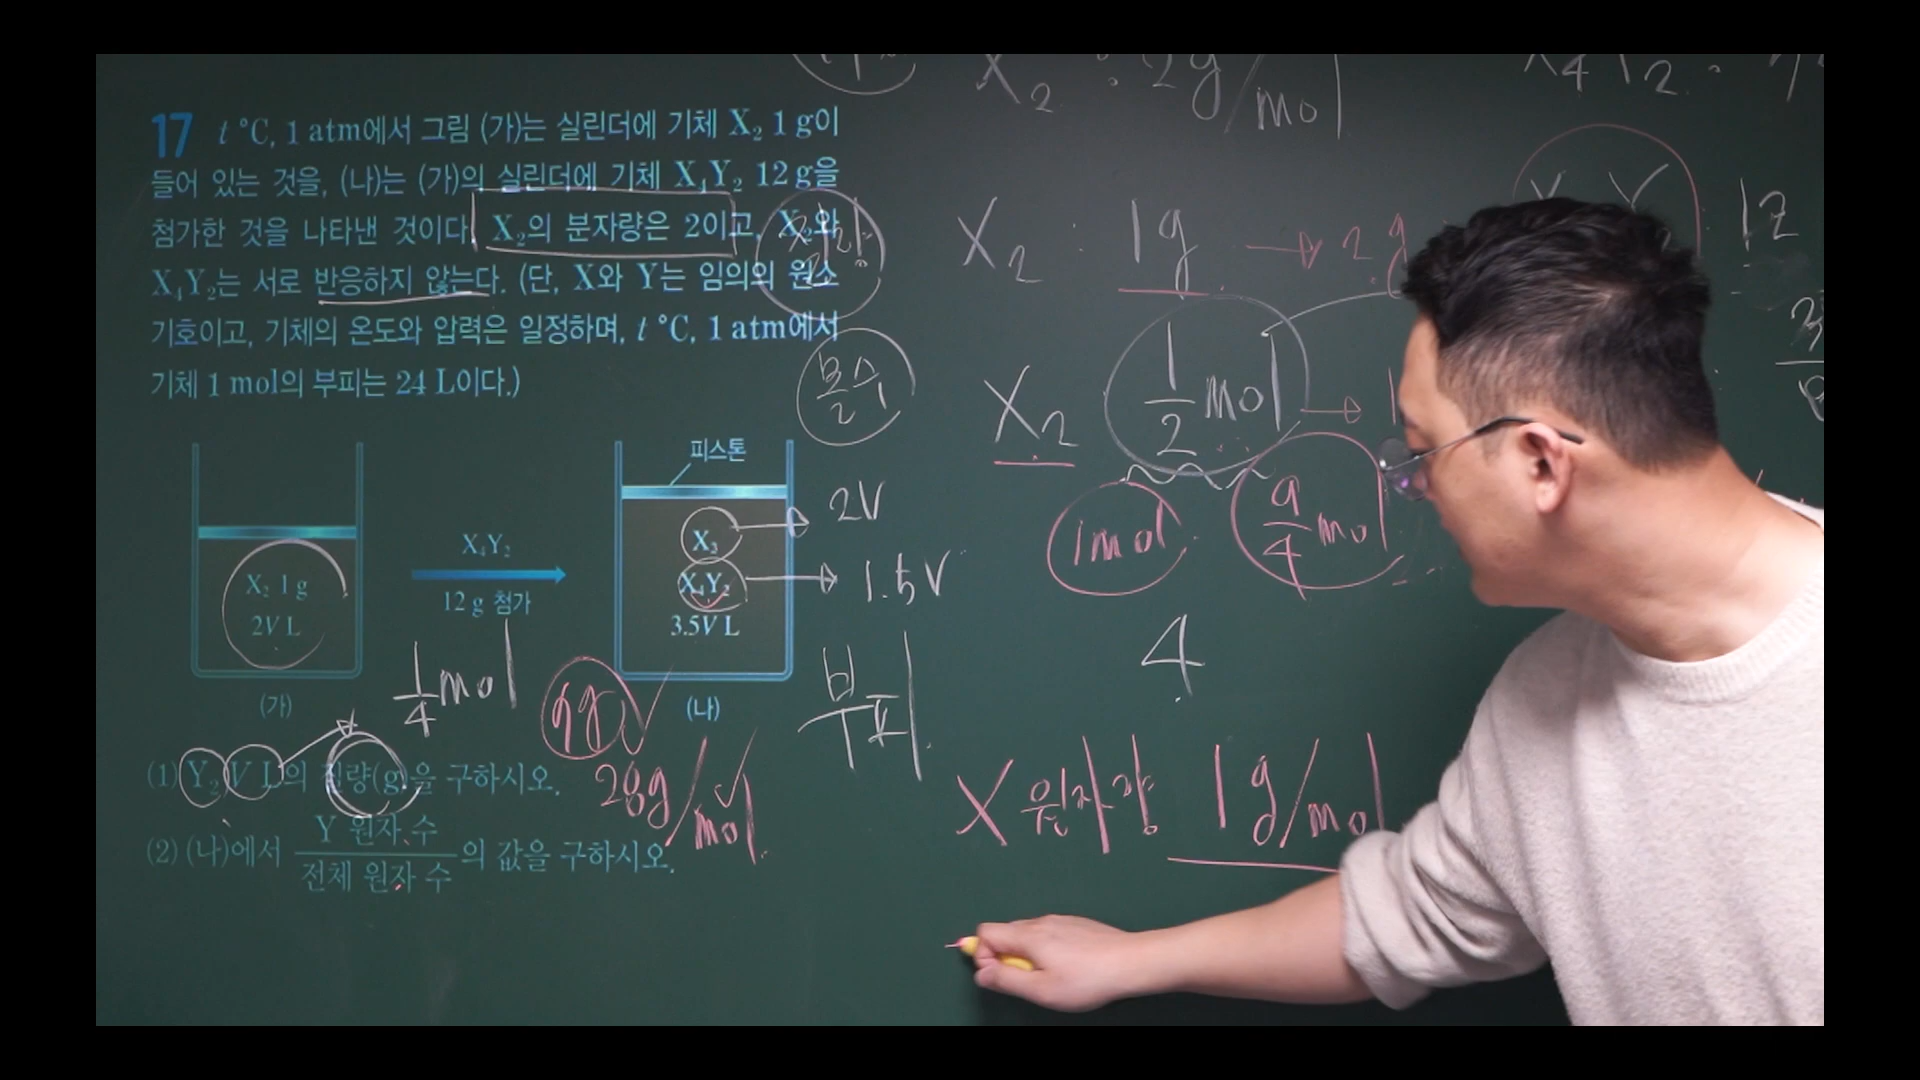 17 t ℃, 1 atm에서 그림 (가)는 실린더에 기체 X₂ 1 g이
들어 있는 것을, (나)는 (가)의 실린더에 기체 X₄Y₂ 12 g을
첨가한 것을 나타낸 것이다. X₂의 분자량은 2이고, X₂와
X₄Y₂는 서로 반응하지 않는다. (단, X와 Y는 임의의 원소
기호이고, 기체의 온도와 압력은 일정하며, t ℃, 1 atm에서
기체 1 mol의 부피는 24 L이다.)
피스톤
X₂
X₄Y₂
3.5V L
(나)
X₂ 1 g
2V L
(가)
X₄Y₂
12 g 첨가
(1) Y₂ V L의 질량(g)을 구하시오.
(2) (나)에서 Y 원자 수 / 전체 원자 수 의 값을 구하시오.
질량
몰수
부피
2V
1.5V
1/4 mol
28g/mol
X₂ : 2g/mol
X₄Y₂ :
X₂ : 1g → 2g
12
X₂ 1/2 mol →
1mol
9/4 mol
4
X 원자량 1g/mol